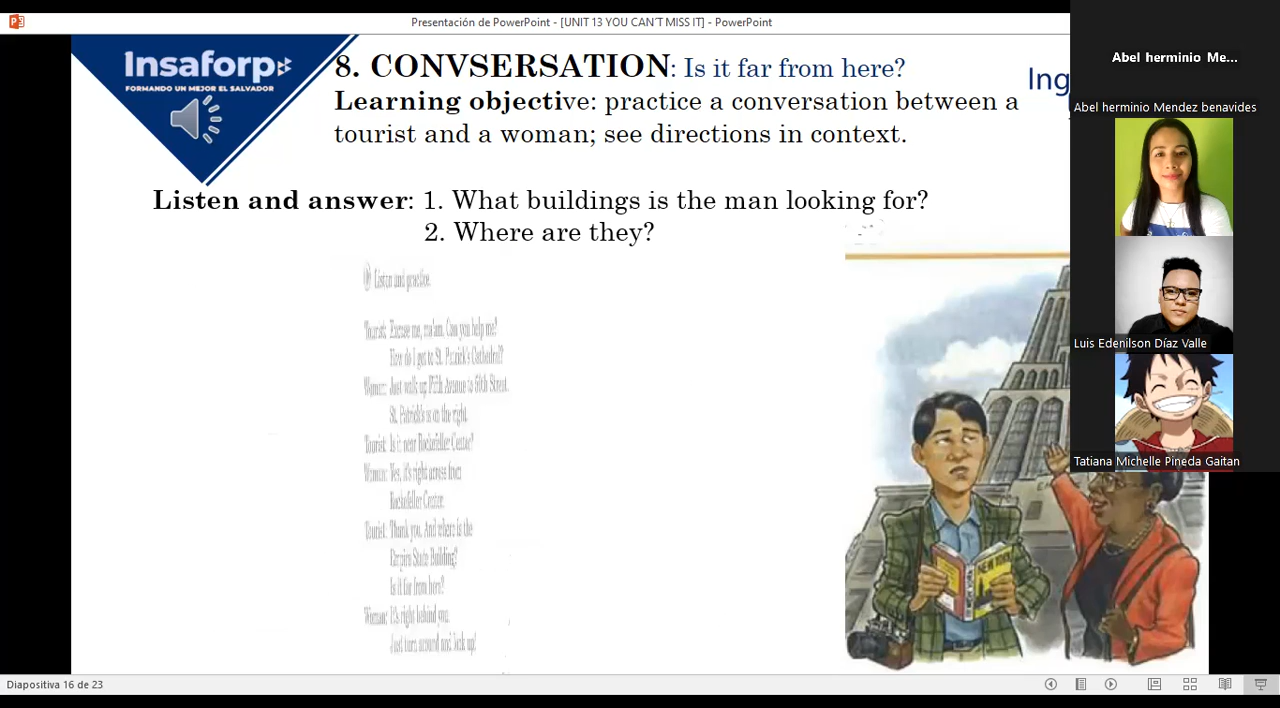 Presentación de PowerPoint - [UNIT 13 YOU CAN'T MISS IT] - PowerPoint
Insaforp
FORMANDO UN MEJOR EL SALVADOR
8. CONVSERSATION: Is it far from here?
Learning objective: practice a conversation between a
tourist and a woman; see directions in context.
Ing
Listen and answer: 1. What buildings is the man looking for?
2. Where are they?
Listen and practice.
Tourist: Excuse me, ma'am. Can you help me?
How do I get to St. Patrick's Cathedral?
Woman: Just walk up Fifth Avenue to 50th Street.
St. Patrick's is on the right.
Tourist: Is it near Rockefeller Center?
Woman: Yes, it's right across from
Rockefeller Center.
Tourist: Thank you. And where is the
Empire State Building?
Is it far from here?
Woman: It's right behind you.
Just turn around and look up!
NEW YORK
NEW YORK
Abel herminio Me...
Abel herminio Mendez benavides
Luis Edenilson Díaz Valle
Tatiana Michelle Pineda Gaitan
Diapositiva 16 de 23